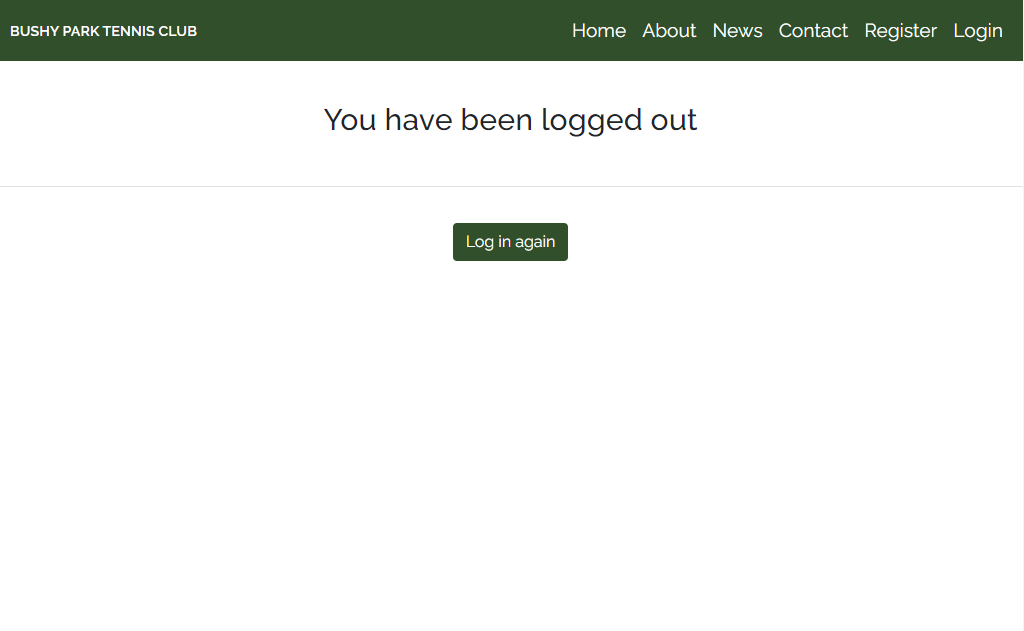 BUSHY PARK TENNIS CLUB
Home About News Contact Register Login
You have been logged out
Log in again